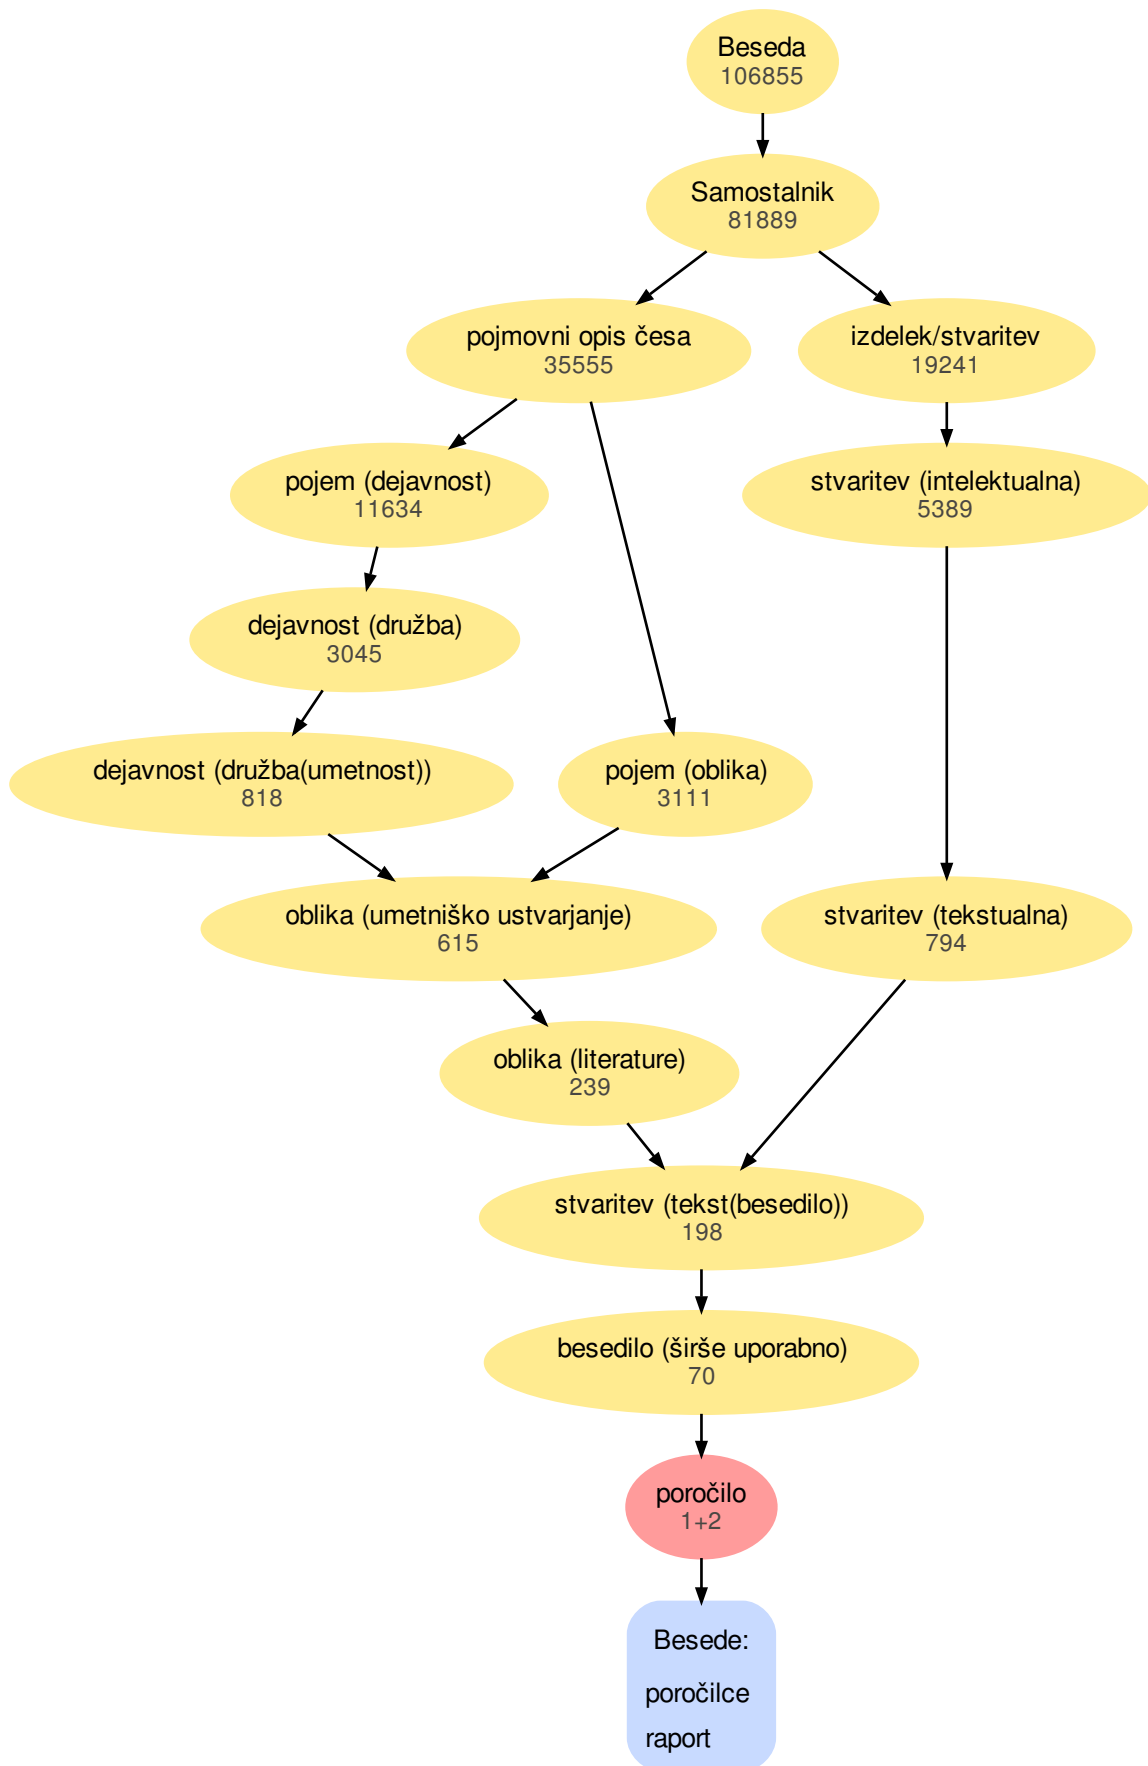 Beseda
106855
Samostalnik
81889
pojmovni opis česa
35555
izdelek/stvaritev
19241
pojem (dejavnost)
11634
stvaritev (intelektualna)
5389
dejavnost (družba)
3045
dejavnost (družba(umetnost))
818
pojem (oblika)
3111
oblika (umetniško ustvarjanje)
615
stvaritev (tekstualna)
794
oblika (literature)
239
stvaritev (tekst(besedilo))
198
besedilo (širše uporabno)
70
poročilo
1+2
Besede:
poročilce
raport